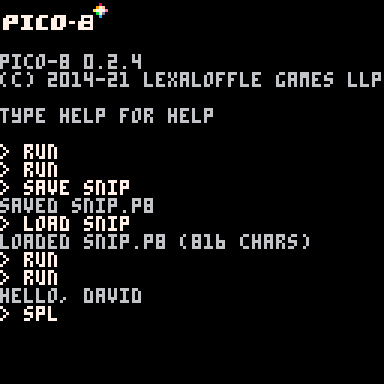 PICO-8
PICO-8 0.2.4
(C) 2014-21 LEXALOFFLE GAMES LLP
TYPE HELP FOR HELP
> RUN
> RUN
> SAVE SNIP
SAVED SNIP.P8
> LOAD SNIP
LOADED SNIP.P8 (816 CHARS)
> RUN
> RUN
HELLO, DAVID
> SPL